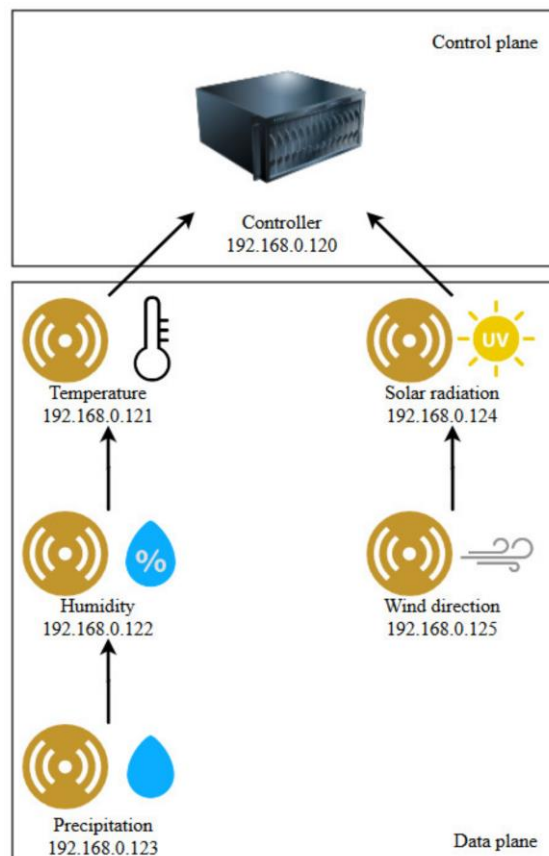 Control plane
Controller
192.168.0.120
UV
Temperature
192.168.0.121
Solar radiation
192.168.0.124
%
Humidity
192.168.0.122
Wind direction
192.168.0.125
Precipitation
192.168.0.123
Data plane